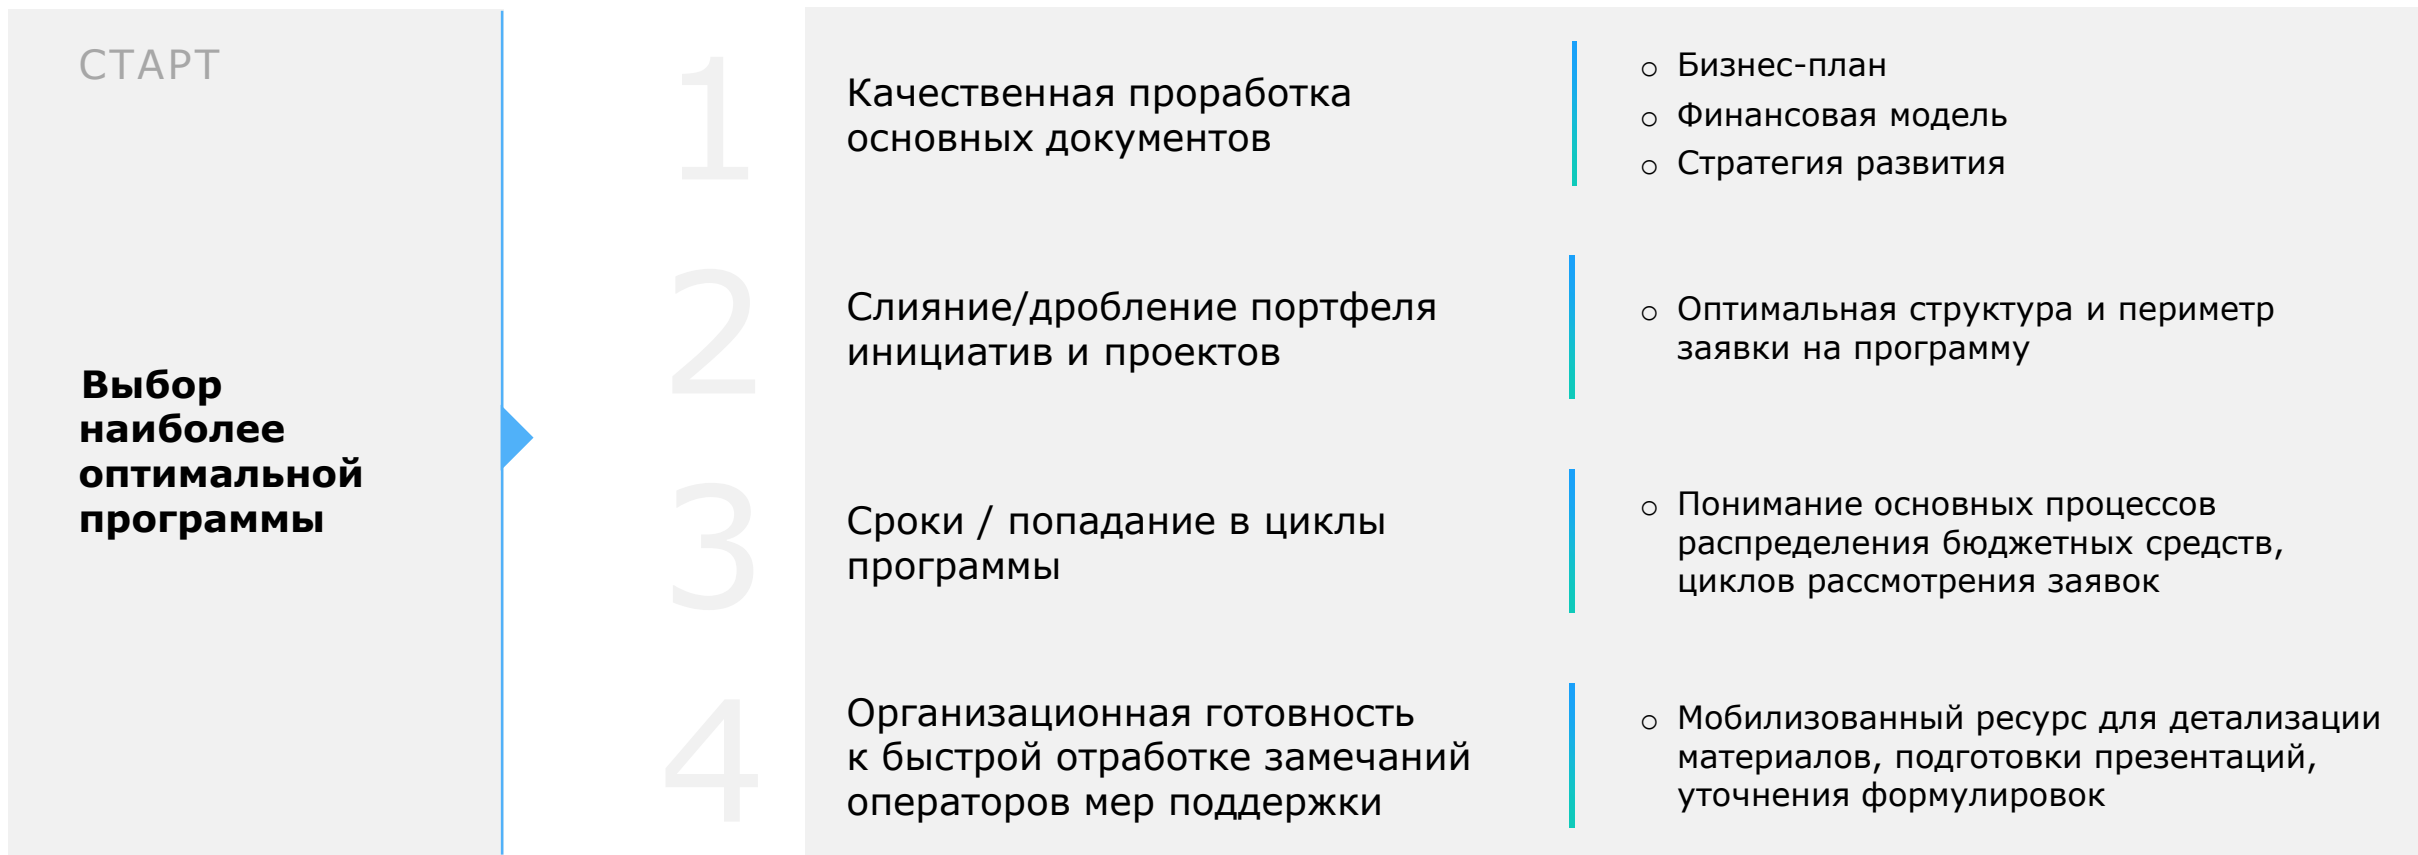 СТАРТ
Выбор
наиболее
оптимальной
программы
1
Качественная проработка
основных документов
○ Бизнес-план
○ Финансовая модель
○ Стратегия развития
2
Слияние/дробление портфеля
инициатив и проектов
○ Оптимальная структура и периметр
заявки на программу
3
Сроки / попадание в циклы
программы
○ Понимание основных процессов
распределения бюджетных средств,
циклов рассмотрения заявок
4
Организационная готовность
к быстрой отработке замечаний
операторов мер поддержки
○ Мобилизованный ресурс для детализации
материалов, подготовки презентаций,
уточнения формулировок